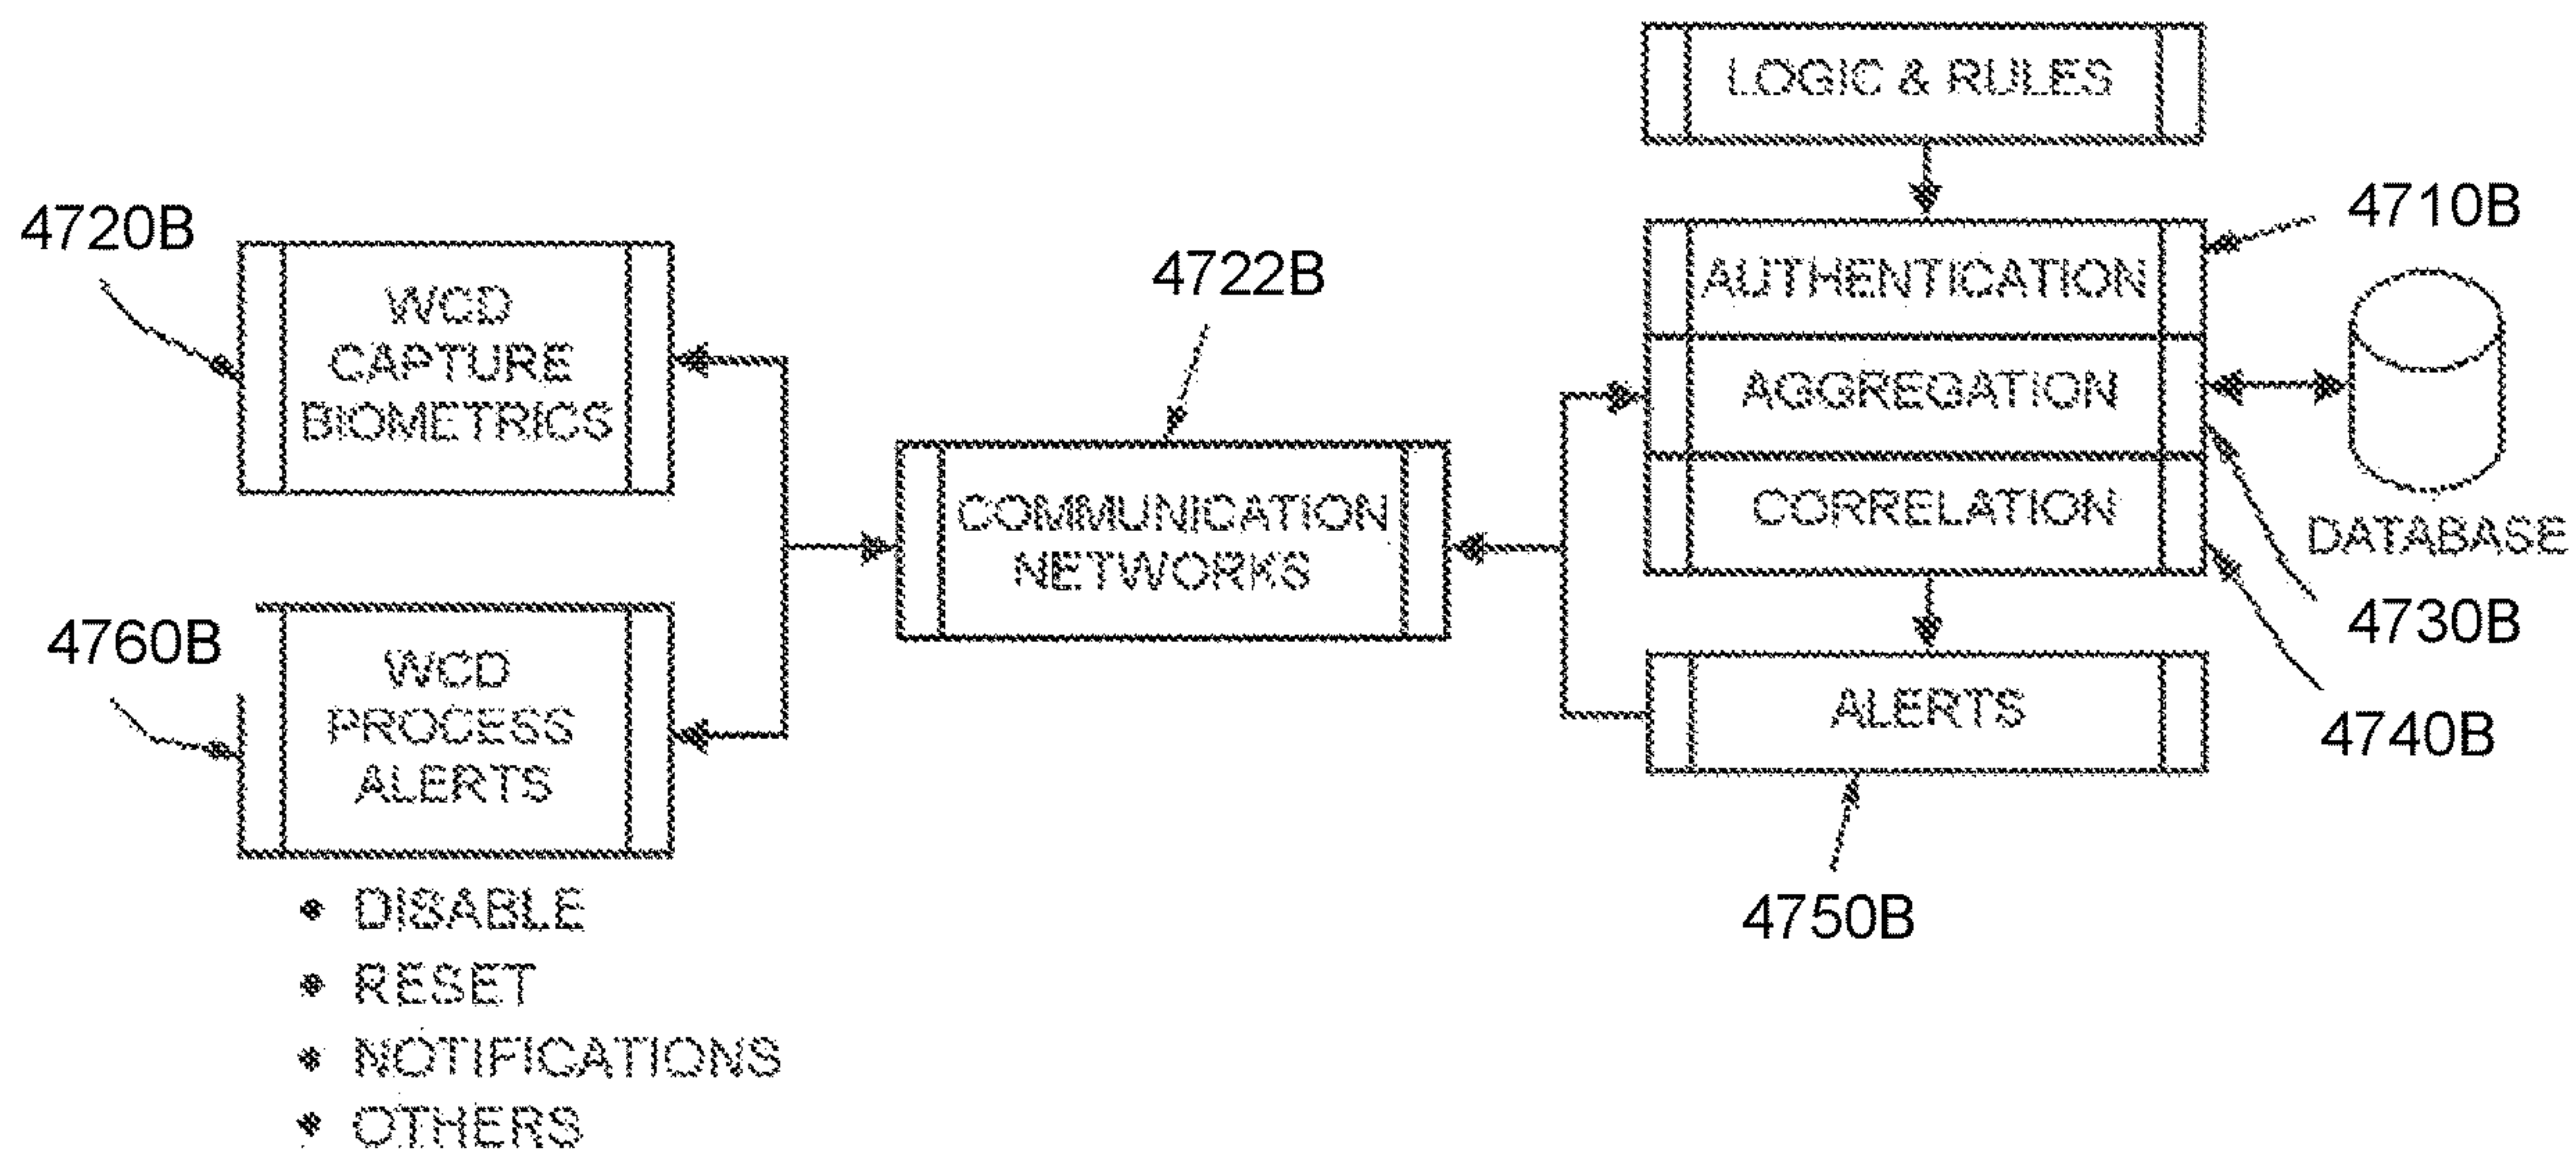 LOGIC & RULES
4710B
4720B
WCD
CAPTURE
BIOMETRICS
4722B
AUTHENTICATION
AGGREGATION
CORRELATION
COMMUNICATION
NETWORKS
DATABASE
4730B
4740B
4760B
WCD
PROCESS
ALERTS
ALERTS
4750B
• DISABLE
• RESET
• NOTIFICATIONS
• OTHERS